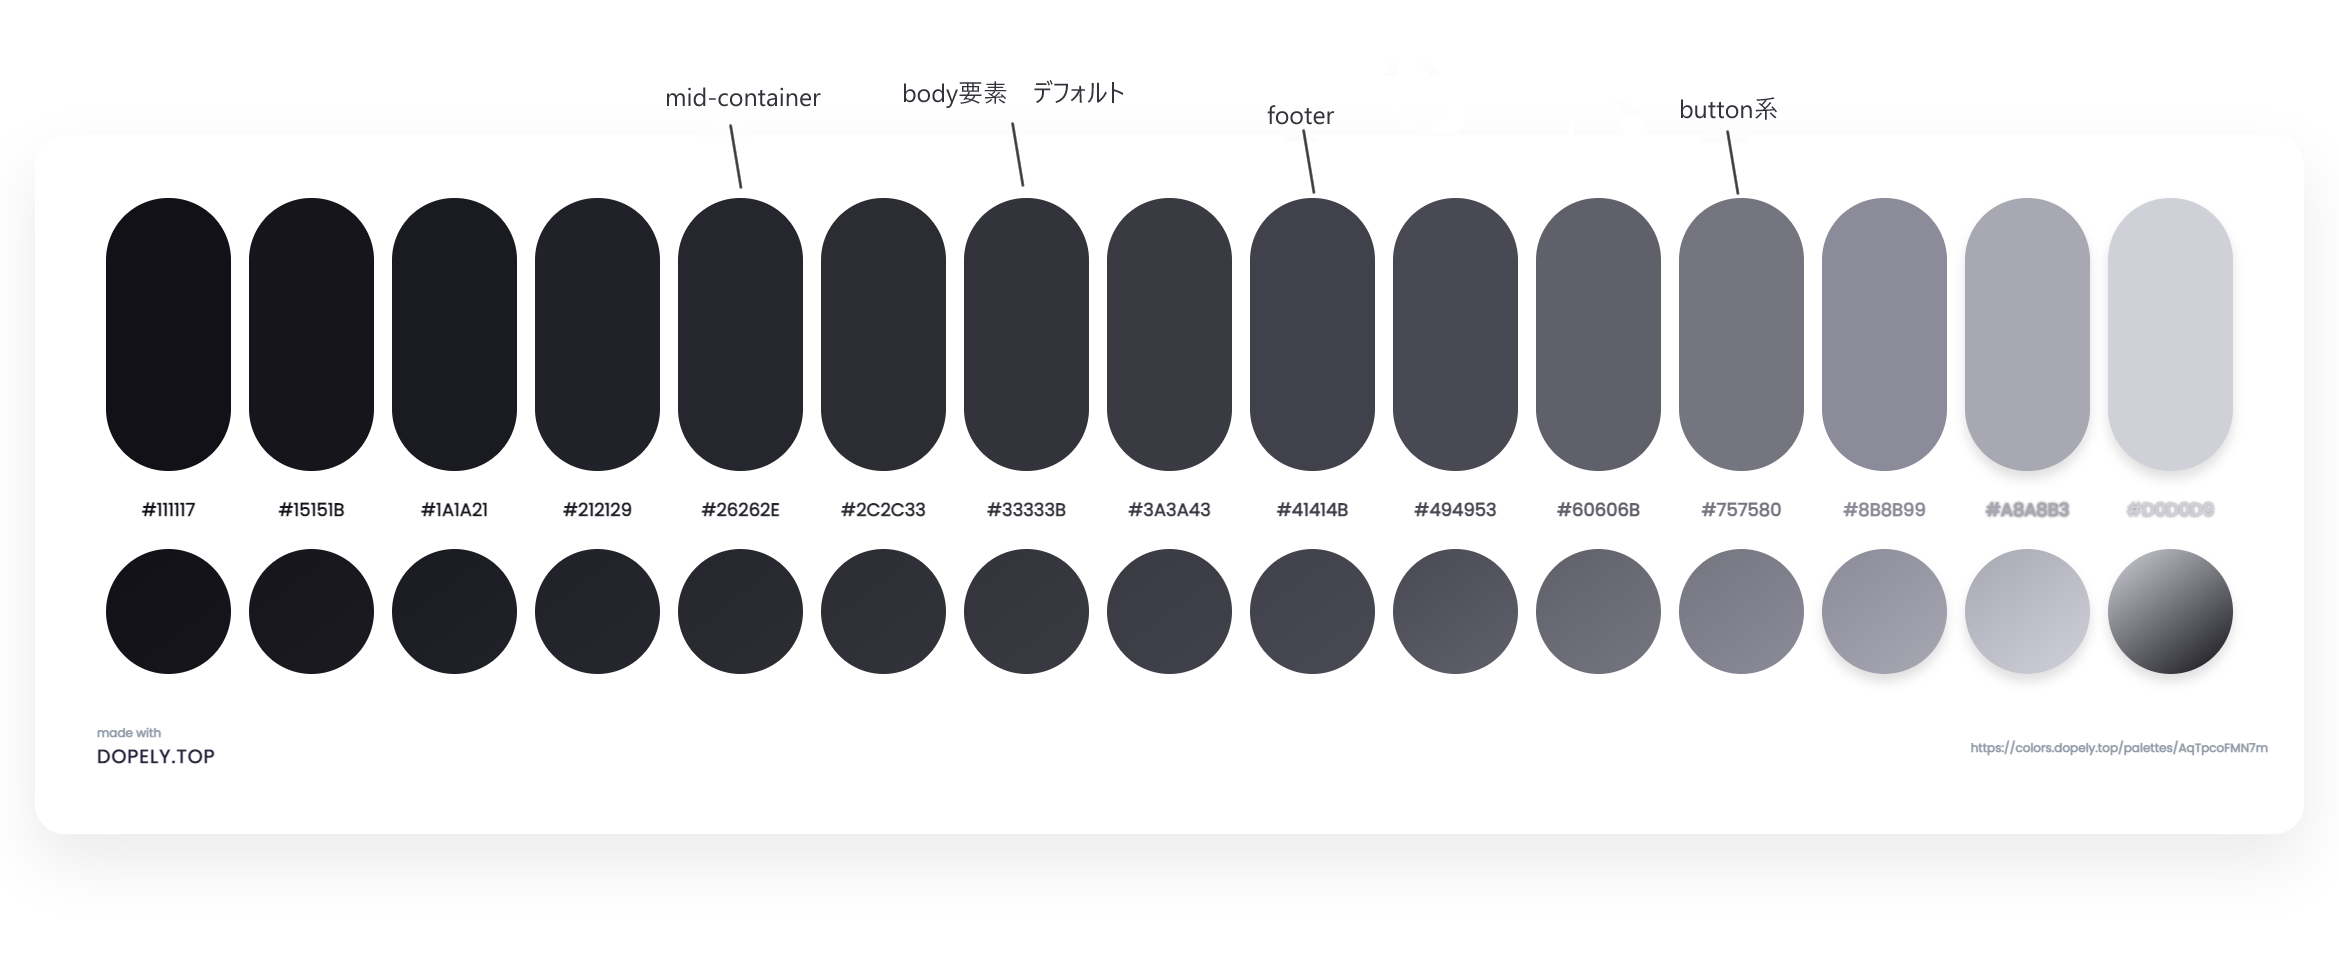 mid-container
body要素　デフォルト
footer
button系
#111117
#15151B
#1A1A21
#212129
#26262E
#2C2C33
#33333B
#3A3A43
#41414B
#494953
#60606B
#757580
#8B8B99
#A8A8B3
#D0D0D9
made with
DOPELY.TOP
https://colors.dopely.top/palettes/AqTpcoFMN7m